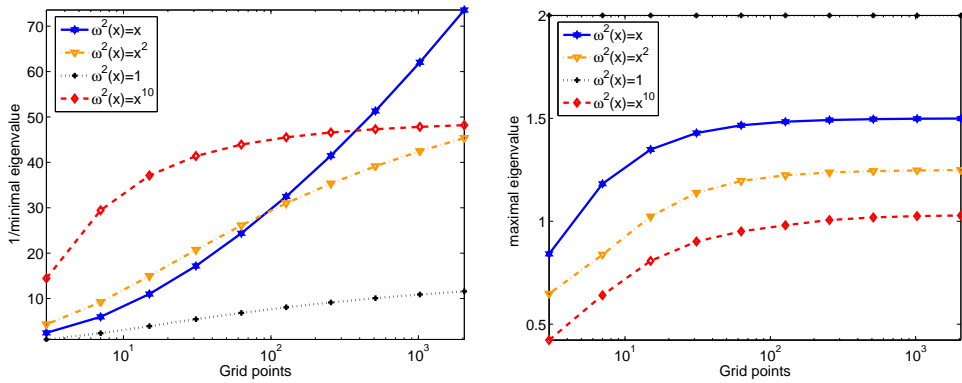 1/minimal eigenvalue
70
60
50
40
30
20
10
10¹
10²
10³
Grid points
ω²(x)=x
ω²(x)=x²
ω²(x)=1
ω²(x)=x¹⁰
maximal eigenvalue
2
1.5
1
0.5
10¹
10²
10³
Grid points
ω²(x)=x
ω²(x)=x²
ω²(x)=1
ω²(x)=x¹⁰